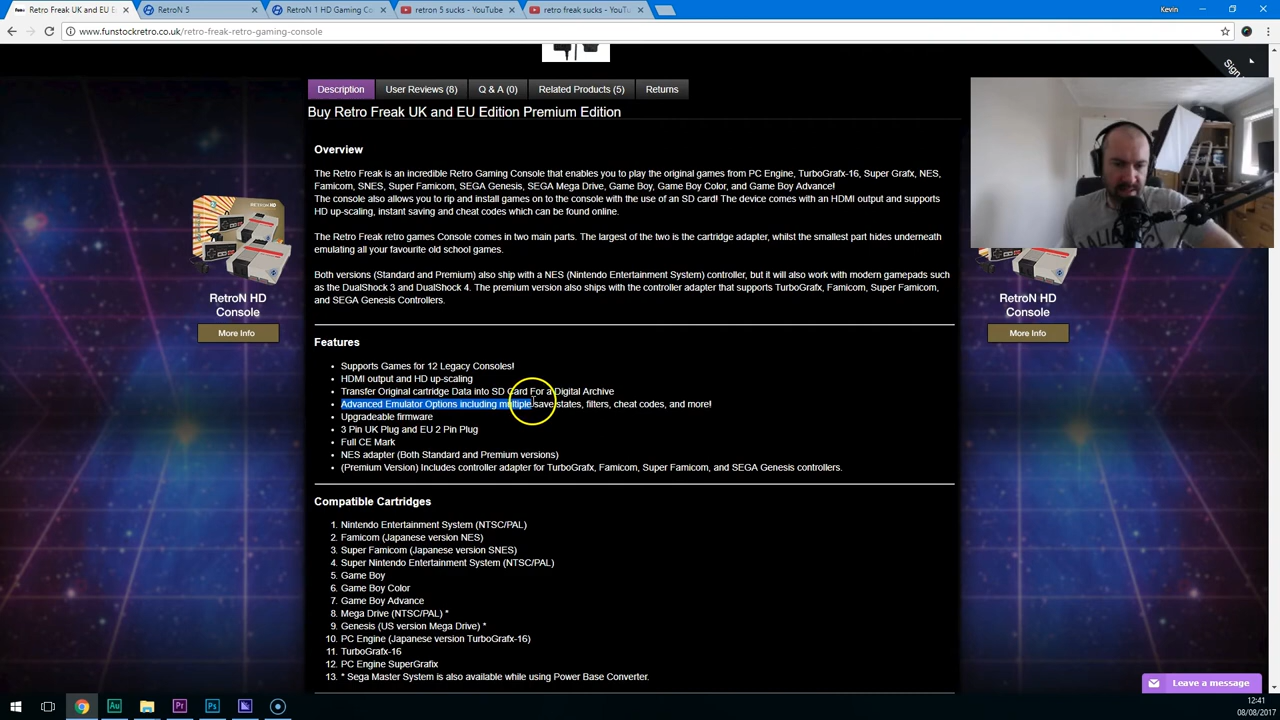 Retro Freak UK and EU E
RetroN 5
RetroN 1 HD Gaming Co
retron 5 sucks - YouTube
retro freak sucks - YouTu
Kevin
www.funstockretro.co.uk/retro-freak-retro-gaming-console
Sign
Description
User Reviews (8)
Q & A (0)
Related Products (5)
Returns
Buy Retro Freak UK and EU Edition Premium Edition
Overview
The Retro Freak is an incredible Retro Gaming Console that enables you to play the original games from PC Engine, TurboGrafx-16, Super Grafx, NES,
Famicom, SNES, Super Famicom, SEGA Genesis, SEGA Mega Drive, Game Boy, Game Boy Color, and Game Boy Advance!
The console also allows you to rip and install games on to the console with the use of an SD card! The device comes with an HDMI output and supports
HD up-scaling, instant saving and cheat codes which can be found online.
The Retro Freak retro games Console comes in two main parts. The largest of the two is the cartridge adapter, whilst the smallest part hides underneath
emulating all your favourite old school games.
Both versions (Standard and Premium) also ship with a NES (Nintendo Entertainment System) controller, but it will also work with modern gamepads such
as the DualShock 3 and DualShock 4. The premium version also ships with the controller adapter that supports TurboGrafx, Famicom, Super Famicom,
and SEGA Genesis Controllers.
RetroN HD
Console
More Info
RetroN HD
Console
More Info
Features
Supports Games for 12 Legacy Consoles!
HDMI output and HD up-scaling
Transfer Original cartridge Data into SD Card For a Digital Archive
Advanced Emulator Options including multiple save states, filters, cheat codes, and more!
Upgradeable firmware
3 Pin UK Plug and EU 2 Pin Plug
Full CE Mark
NES adapter (Both Standard and Premium versions)
(Premium Version) Includes controller adapter for TurboGrafx, Famicom, Super Famicom, and SEGA Genesis controllers.
Compatible Cartridges
1. Nintendo Entertainment System (NTSC/PAL)
2. Famicom (Japanese version NES)
3. Super Famicom (Japanese version SNES)
4. Super Nintendo Entertainment System (NTSC/PAL)
5. Game Boy
6. Game Boy Color
7. Game Boy Advance
8. Mega Drive (NTSC/PAL) *
9. Genesis (US version Mega Drive) *
10. PC Engine (Japanese version TurboGrafx-16)
11. TurboGrafx-16
12. PC Engine SuperGrafix
13. * Sega Master System is also available while using Power Base Converter.
Leave a message
Au
Pr
Ps
12:41
08/08/2017